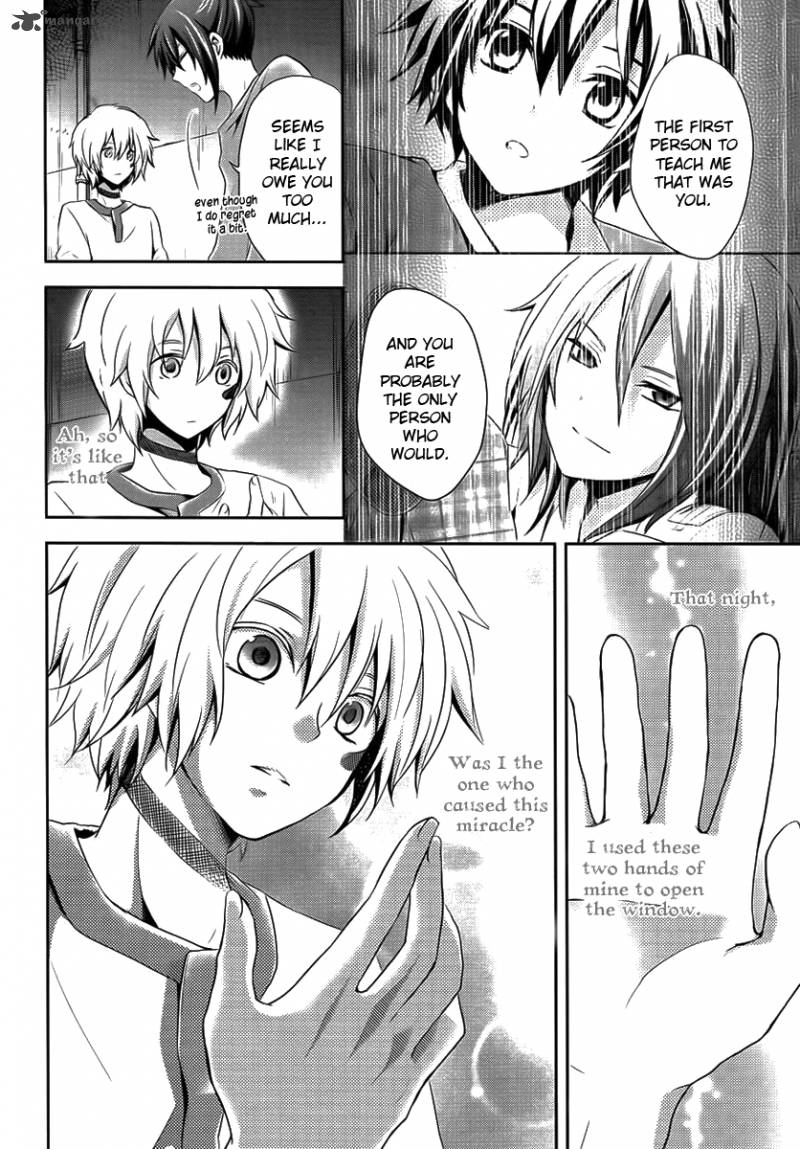 THE FIRST
PERSON TO
TEACH ME
THAT WAS
YOU.
AND YOU
ARE
PROBABLY
THE ONLY
PERSON
WHO
WOULD.
SEEMS
LIKE I
REALLY
OWE YOU
TOO
MUCH...
even though
I do regret
it a bit.
Ah, so
it's like
that
That night,
I used these
two hands of
mine to open
the window.
Was I the
one who
caused this
miracle?